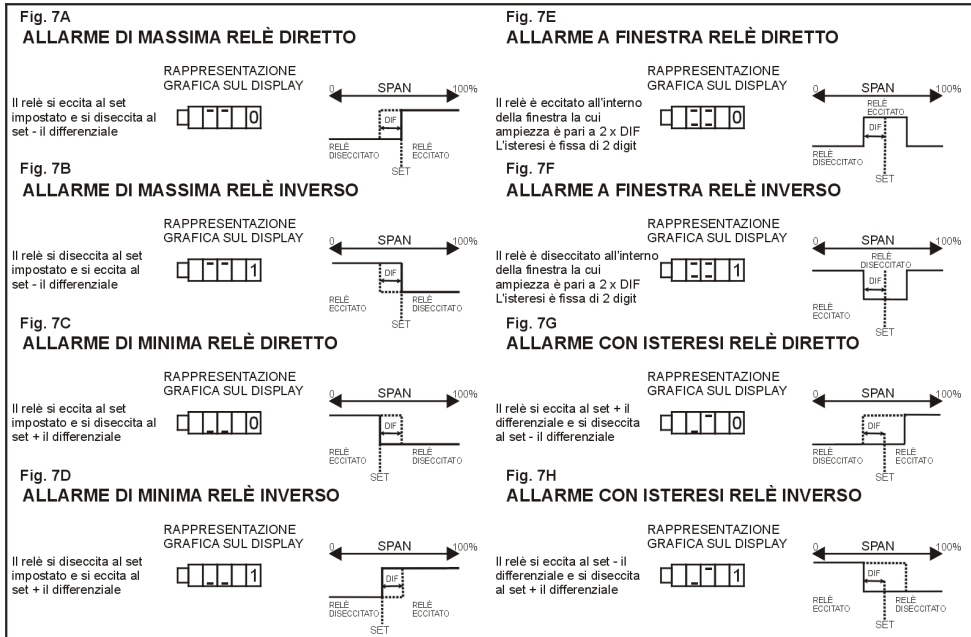 Fig. 7A
ALLARME DI MASSIMA RELÈ DIRETTO
RAPPRESENTAZIONE
GRAFICA SUL DISPLAY
Il relè si eccita al set
impostato e si diseccita al
set - il differenziale
0
0 SPAN 100%
DIF
RELÈ
DISECCITATO
RELÈ
ECCITATO
SET
Fig. 7B
ALLARME DI MASSIMA RELÈ INVERSO
RAPPRESENTAZIONE
GRAFICA SUL DISPLAY
Il relè si diseccita al set
impostato e si eccita al
set - il differenziale
1
0 SPAN 100%
DIF
RELÈ
ECCITATO
RELÈ
DISECCITATO
SET
Fig. 7C
ALLARME DI MINIMA RELÈ DIRETTO
RAPPRESENTAZIONE
GRAFICA SUL DISPLAY
Il relè si eccita al set
impostato e si diseccita al
set + il differenziale
0
0 SPAN 100%
DIF
RELÈ
ECCITATO
RELÈ
DISECCITATO
SET
Fig. 7D
ALLARME DI MINIMA RELÈ INVERSO
RAPPRESENTAZIONE
GRAFICA SUL DISPLAY
Il relè si diseccita al set
impostato e si eccita al
set + il differenziale
1
0 SPAN 100%
DIF
RELÈ
DISECCITATO
RELÈ
ECCITATO
SET
Fig. 7E
ALLARME A FINESTRA RELÈ DIRETTO
RAPPRESENTAZIONE
GRAFICA SUL DISPLAY
Il relè è eccitato all'interno
della finestra la cui
ampiezza è pari a 2 x DIF
L'isteresi è fissa di 2 digit
0
0 SPAN 100%
RELÈ
ECCITATO
DIF
RELÈ
DISECCITATO
SET
Fig. 7F
ALLARME A FINESTRA RELÈ INVERSO
RAPPRESENTAZIONE
GRAFICA SUL DISPLAY
Il relè è diseccitato all'interno
della finestra la cui
ampiezza è pari a 2 x DIF
L'isteresi è fissa di 2 digit
1
0 SPAN 100%
RELÈ
DISECCITATO
DIF
RELÈ
ECCITATO
SET
Fig. 7G
ALLARME CON ISTERESI RELÈ DIRETTO
RAPPRESENTAZIONE
GRAFICA SUL DISPLAY
Il relè si eccita al set + il
differenziale e si diseccita
al set - il differenziale
0
0 SPAN 100%
DIF
RELÈ
DISECCITATO
RELÈ
ECCITATO
SET
Fig. 7H
ALLARME CON ISTERESI RELÈ INVERSO
RAPPRESENTAZIONE
GRAFICA SUL DISPLAY
Il relè si eccita al set - il
differenziale e si diseccita
al set + il differenziale
1
0 SPAN 100%
DIF
RELÈ
ECCITATO
RELÈ
DISECCITATO
SET